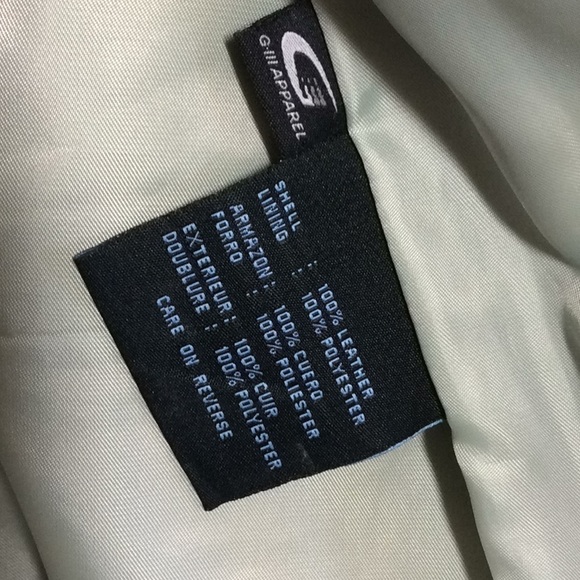 G-III APPAREL
SHELL : 100% LEATHER
LINING : 100% POLYESTER
ARMAZON: 100% CUERO
FORRO : 100% POLIESTER
EXTERIEUR: 100% CUIR
DOUBLURE : 100% POLYESTER
CARE ON REVERSE